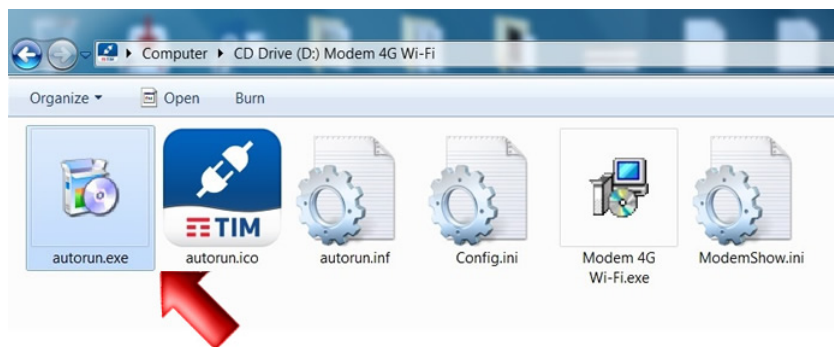 Computer CD Drive (D:) Modem 4G Wi-Fi
Organize Open Burn
TIM
autorun.exe autorun.ico autorun.inf Config.ini Modem 4G Wi-Fi.exe ModemShow.ini